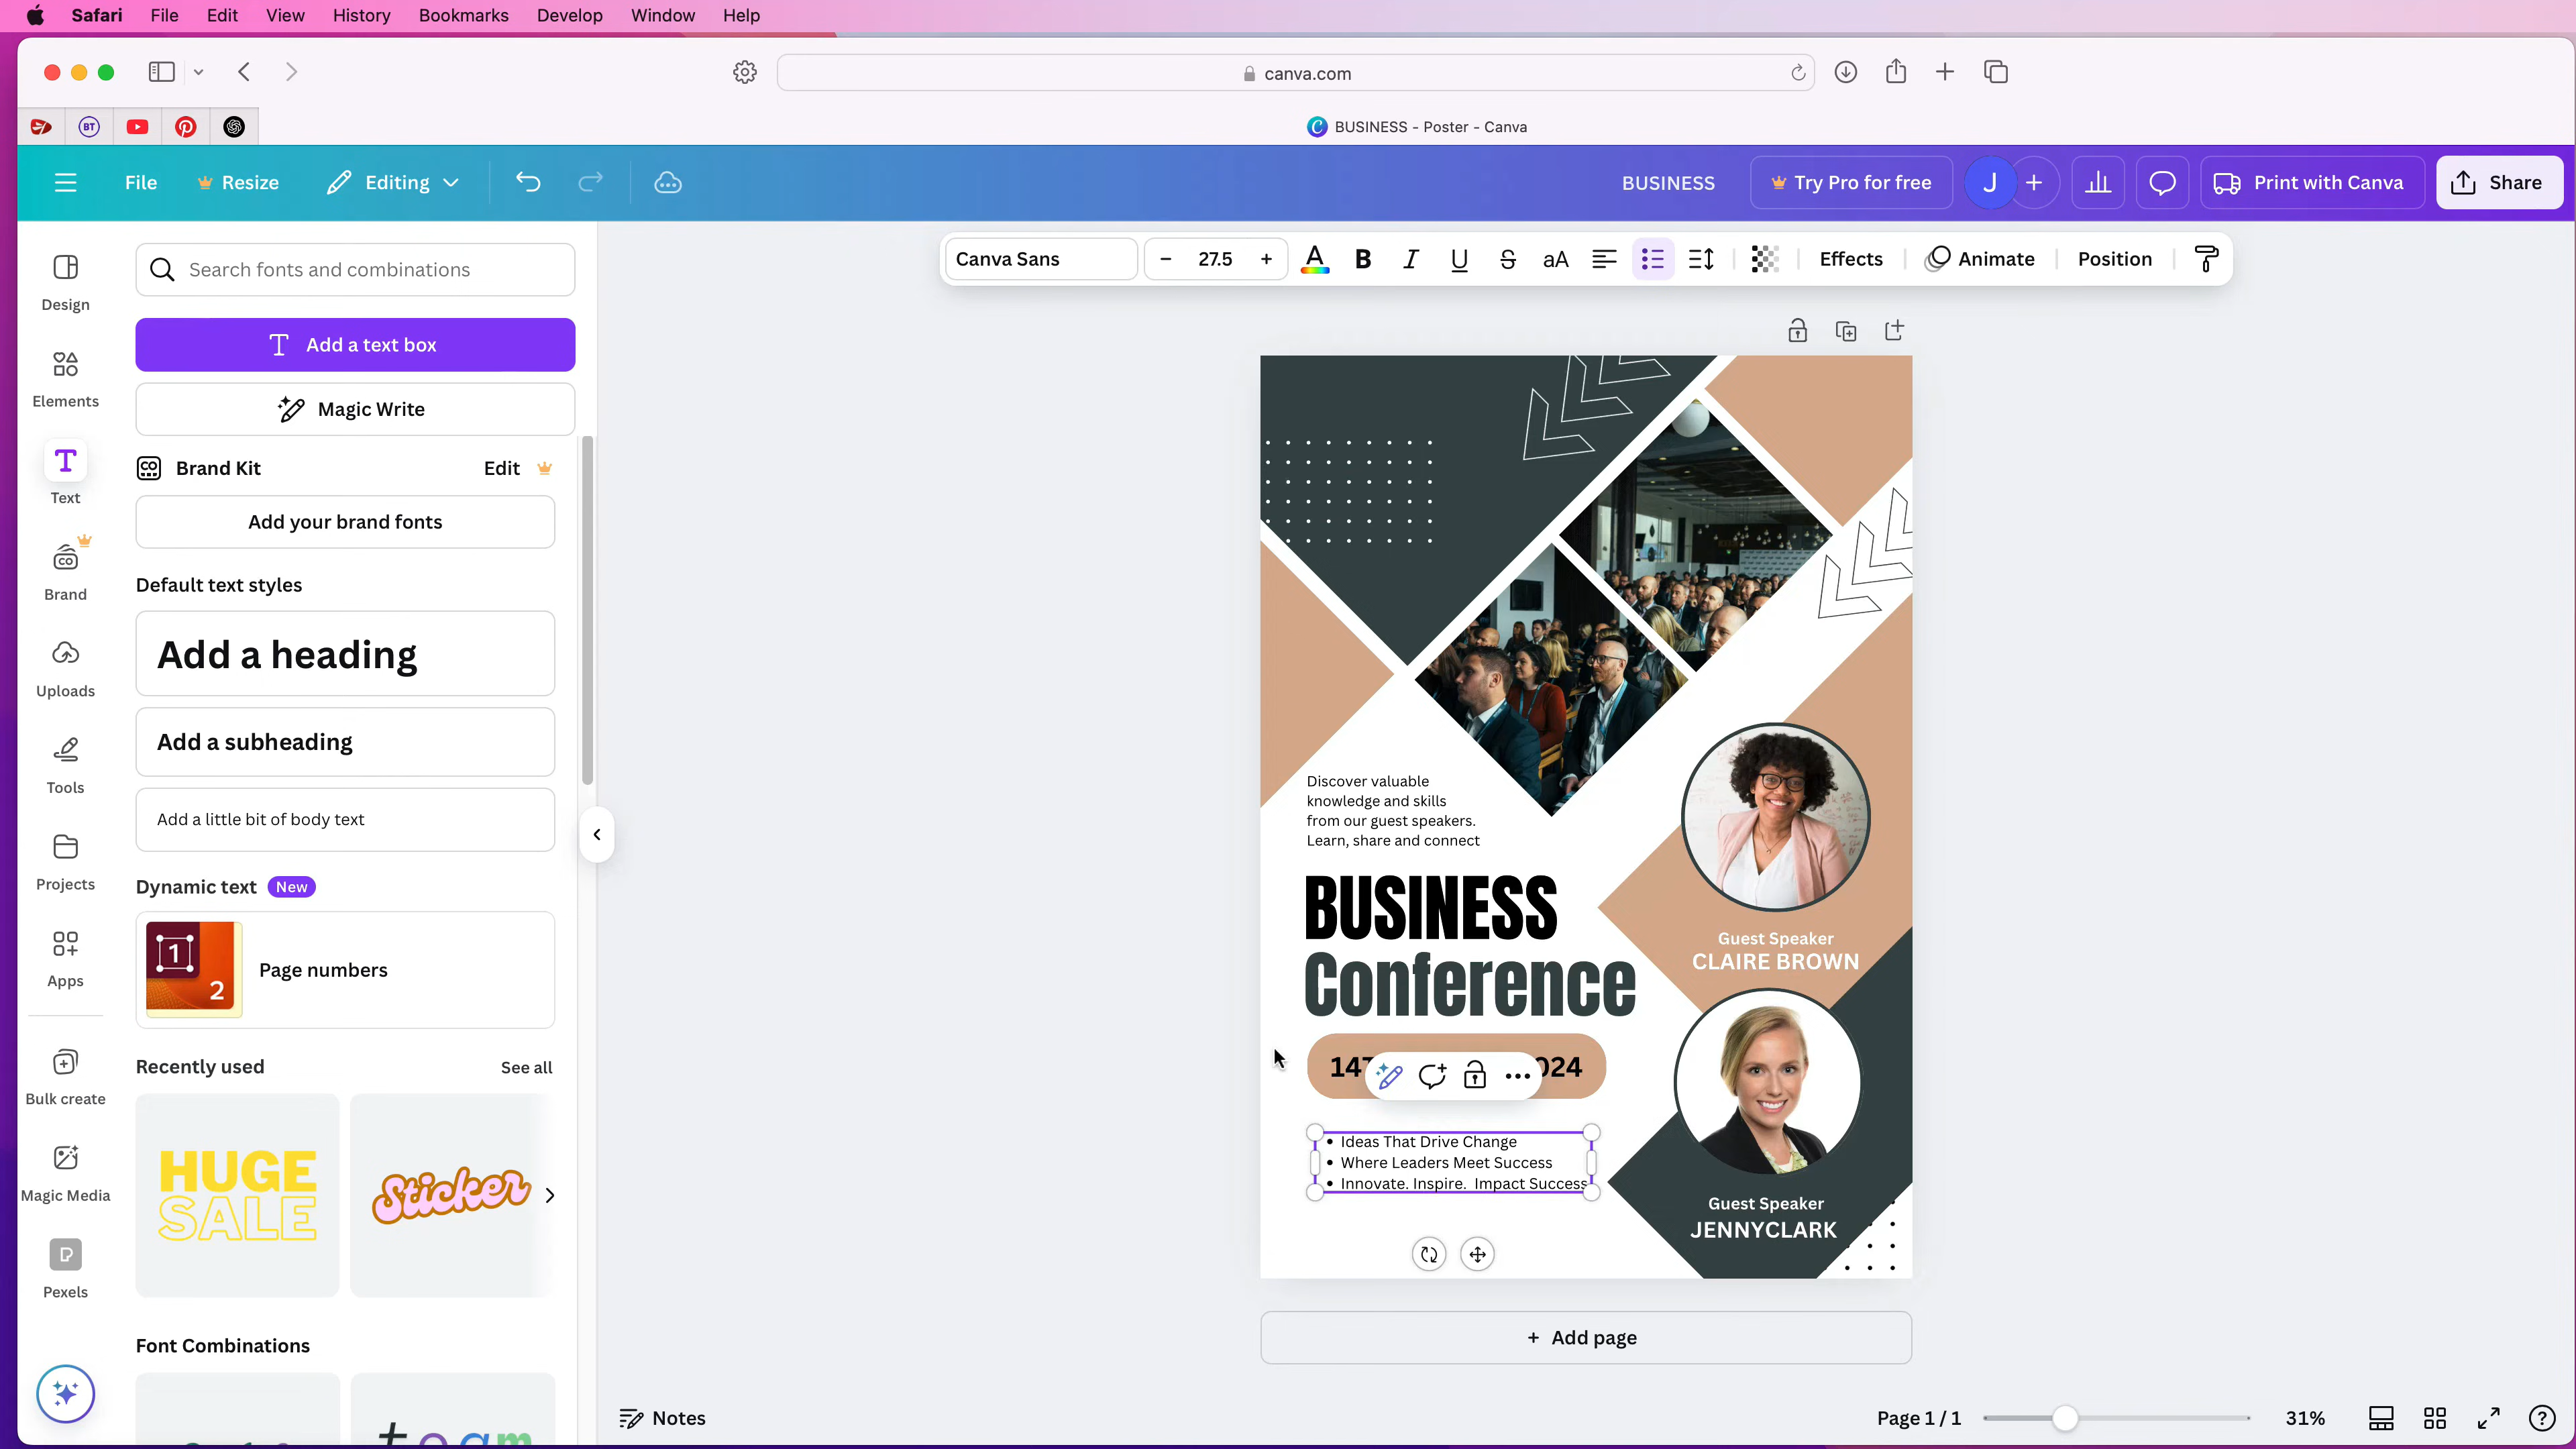 Safari File Edit View History Bookmarks Develop Window Help
canva.com
BT
BUSINESS - Poster - Canva
File Resize Editing
BUSINESS Try Pro for free J + Print with Canva Share
Search fonts and combinations
Canva Sans - 27.5 + A B I U S aA Effects Animate Position
Design
Add a text box
Magic Write
Elements
Brand Kit Edit
Text
Add your brand fonts
Brand
Default text styles
Add a heading
Uploads
Add a subheading
Tools
Add a little bit of body text
Projects
Dynamic text New
1
2
Page numbers
Apps
Recently used See all
Bulk create
HUGE
SALE
Sticker
Magic Media
Pexels
Font Combinations
Discover valuable
knowledge and skills
from our guest speakers.
Learn, share and connect
BUSINESS
Conference
Guest Speaker
CLAIRE BROWN
• Ideas That Drive Change
• Where Leaders Meet Success
• Innovate. Inspire. Impact Success
Guest Speaker
JENNYCLARK
+ Add page
Notes
Page 1 / 1 31%